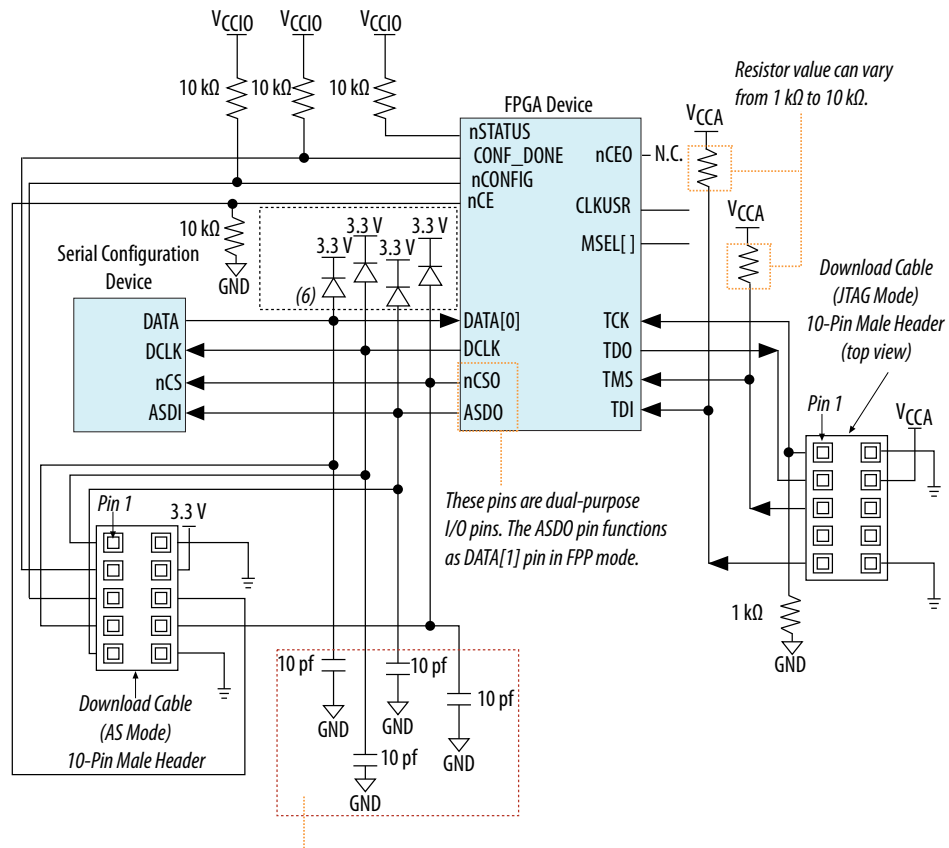 VCCIO VCCIO VCCIO
10 kΩ 10 kΩ 10 kΩ
Resistor value can vary
from 1 kΩ to 10 kΩ.
FPGA Device
VCCA
nSTATUS
CONF_DONE
nCONFIG
nCE
nCEO N.C.
CLKUSR
MSEL[ ]
VCCA
10 kΩ
GND
3.3 V 3.3 V 3.3 V 3.3 V
(6)
Serial Configuration
Device
DATA
DCLK
nCS
ASDI
DATA[0]
DCLK
nCSO
ASDO
TCK
TDO
TMS
TDI
Download Cable
(JTAG Mode)
10-Pin Male Header
(top view)
Pin 1
VCCA
These pins are dual-purpose
I/O pins. The ASDO pin functions
as DATA[1] pin in FPP mode.
Pin 1
3.3 V
1 kΩ
GND
Download Cable
(AS Mode)
10-Pin Male Header
10 pf
GND
10 pf
GND
10 pf
GND
10 pf
GND